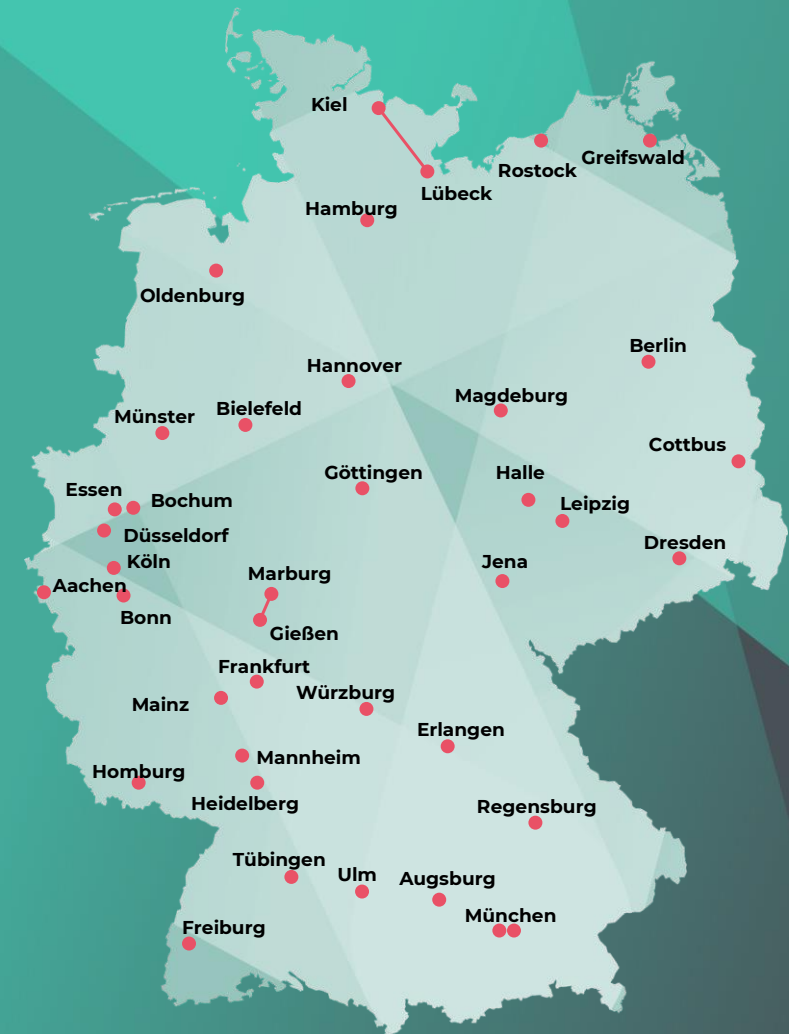 Kiel
Greifswald
Rostock
Lübeck
Hamburg
Oldenburg
Berlin
Hannover
Magdeburg
Bielefeld
Münster
Cottbus
Göttingen
Halle
Essen
Bochum
Leipzig
Düsseldorf
Dresden
Köln
Jena
Marburg
Aachen
Bonn
Gießen
Frankfurt
Würzburg
Mainz
Erlangen
Mannheim
Homburg
Heidelberg
Regensburg
Tübingen
Ulm
Augsburg
München
Freiburg